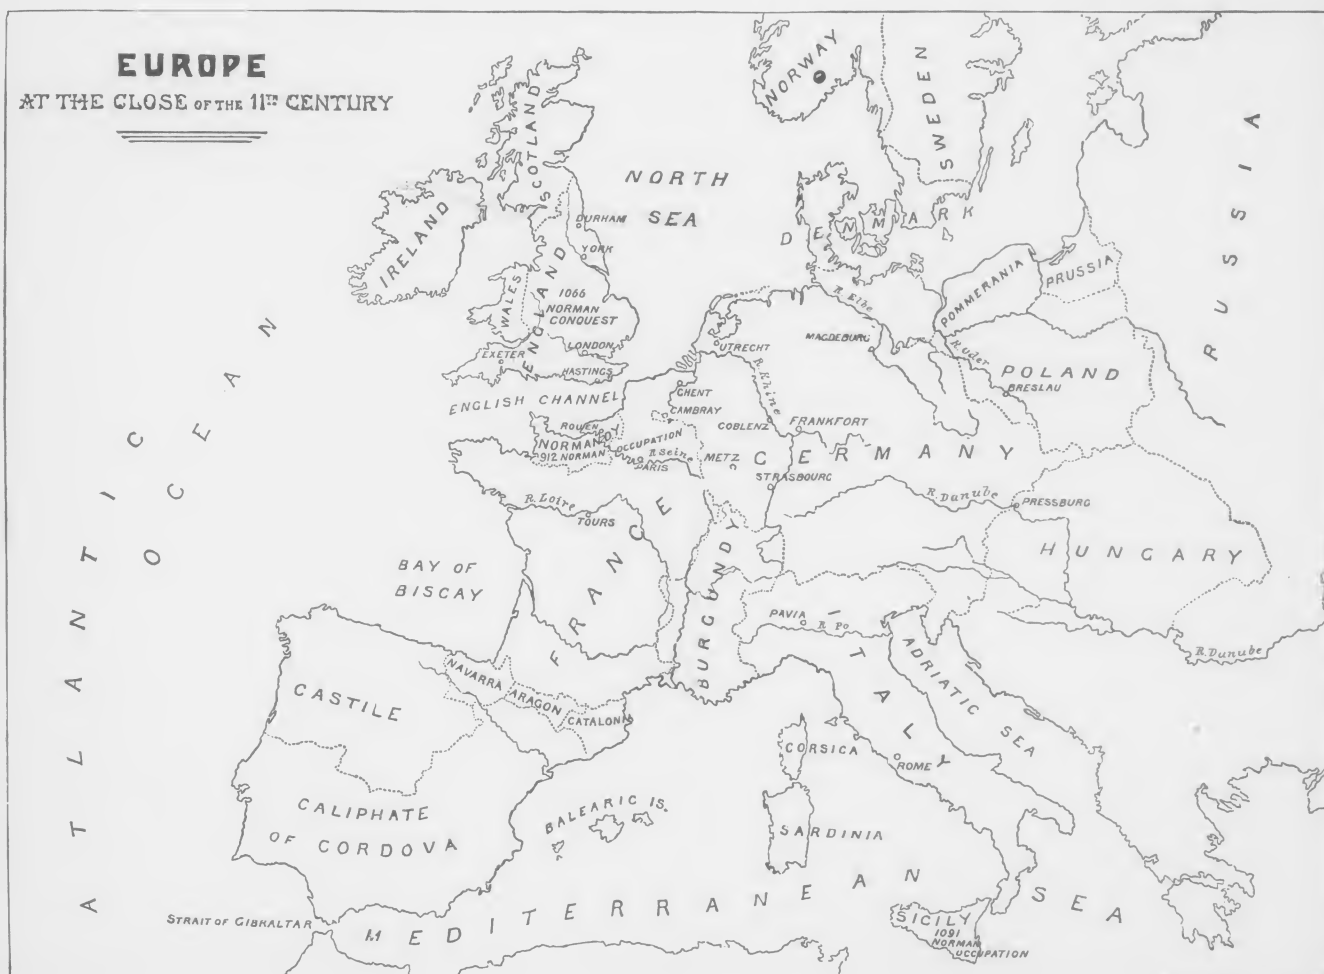 EUROPE
AT THE CLOSE OF THE 11TH CENTURY
NORWAY
SWEDEN
RUSSIA
SCOTLAND
NORTH
SEA
IRELAND
DURHAM
YORK
DENMARK
ENGLAND
WALES
1066
NORMAN
CONQUEST
LONDON
EXETER
HASTINGS
R. Elbe
POMMERANIA
PRUSSIA
UTRECHT
MAGDEBURG
R. Oder
POLAND
BRESLAU
ENGLISH CHANNEL
GHENT
CAMBRAY
R. Rhine
COBLENZ
FRANKFORT
ROUEN
NORMANDY
912 NORMAN
OCCUPATION
R. Seine
PARIS
METZ
GERMANY
STRASBOURG
R. Loire
TOURS
R. Danube
PRESSBURG
ATLANTIC
OCEAN
FRANCE
BURGUNDY
HUNGARY
BAY OF
BISCAY
PAVIA
R. Po
R. Dunube
NAVARRA
ARAGON
CATALONIA
CASTILE
ITALY
ADRIATIC SEA
CORSICA
ROME
CALIPHATE
OF CORDOVA
BALEARIC IS.
SARDINIA
STRAIT OF GIBRALTAR
MEDITERRANEAN SEA
SICILY
1091
NORMAN
OCCUPATION